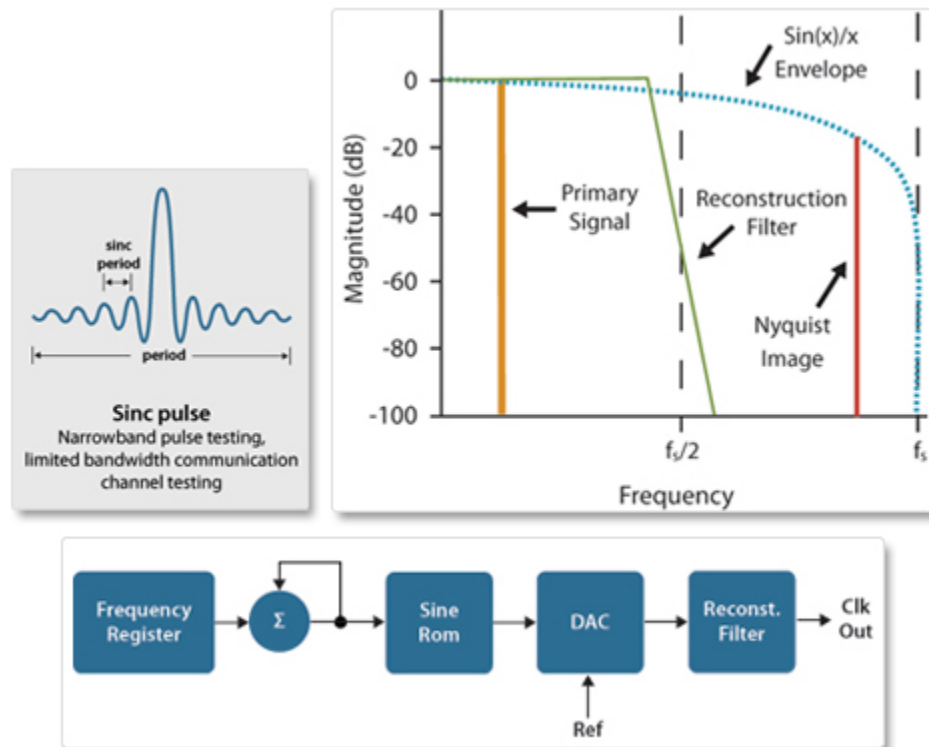 sinc
period
period
Sinc pulse
Narrowband pulse testing,
limited bandwidth communication
channel testing
Magnitude (dB)
0
-20
-40
-60
-80
-100
Sin(x)/x
Envelope
Primary
Signal
Reconstruction
Filter
Nyquist
Image
fs/2
fs
Frequency
Frequency
Register
Σ
Sine
Rom
DAC
Ref
Reconst.
Filter
Clk
Out